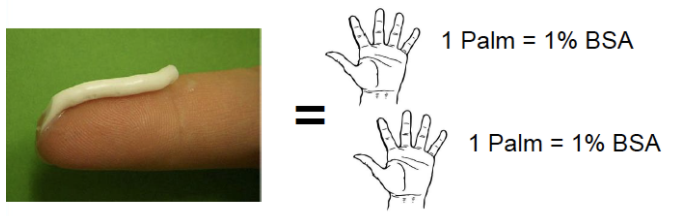 1 Palm = 1% BSA
=
1 Palm = 1% BSA